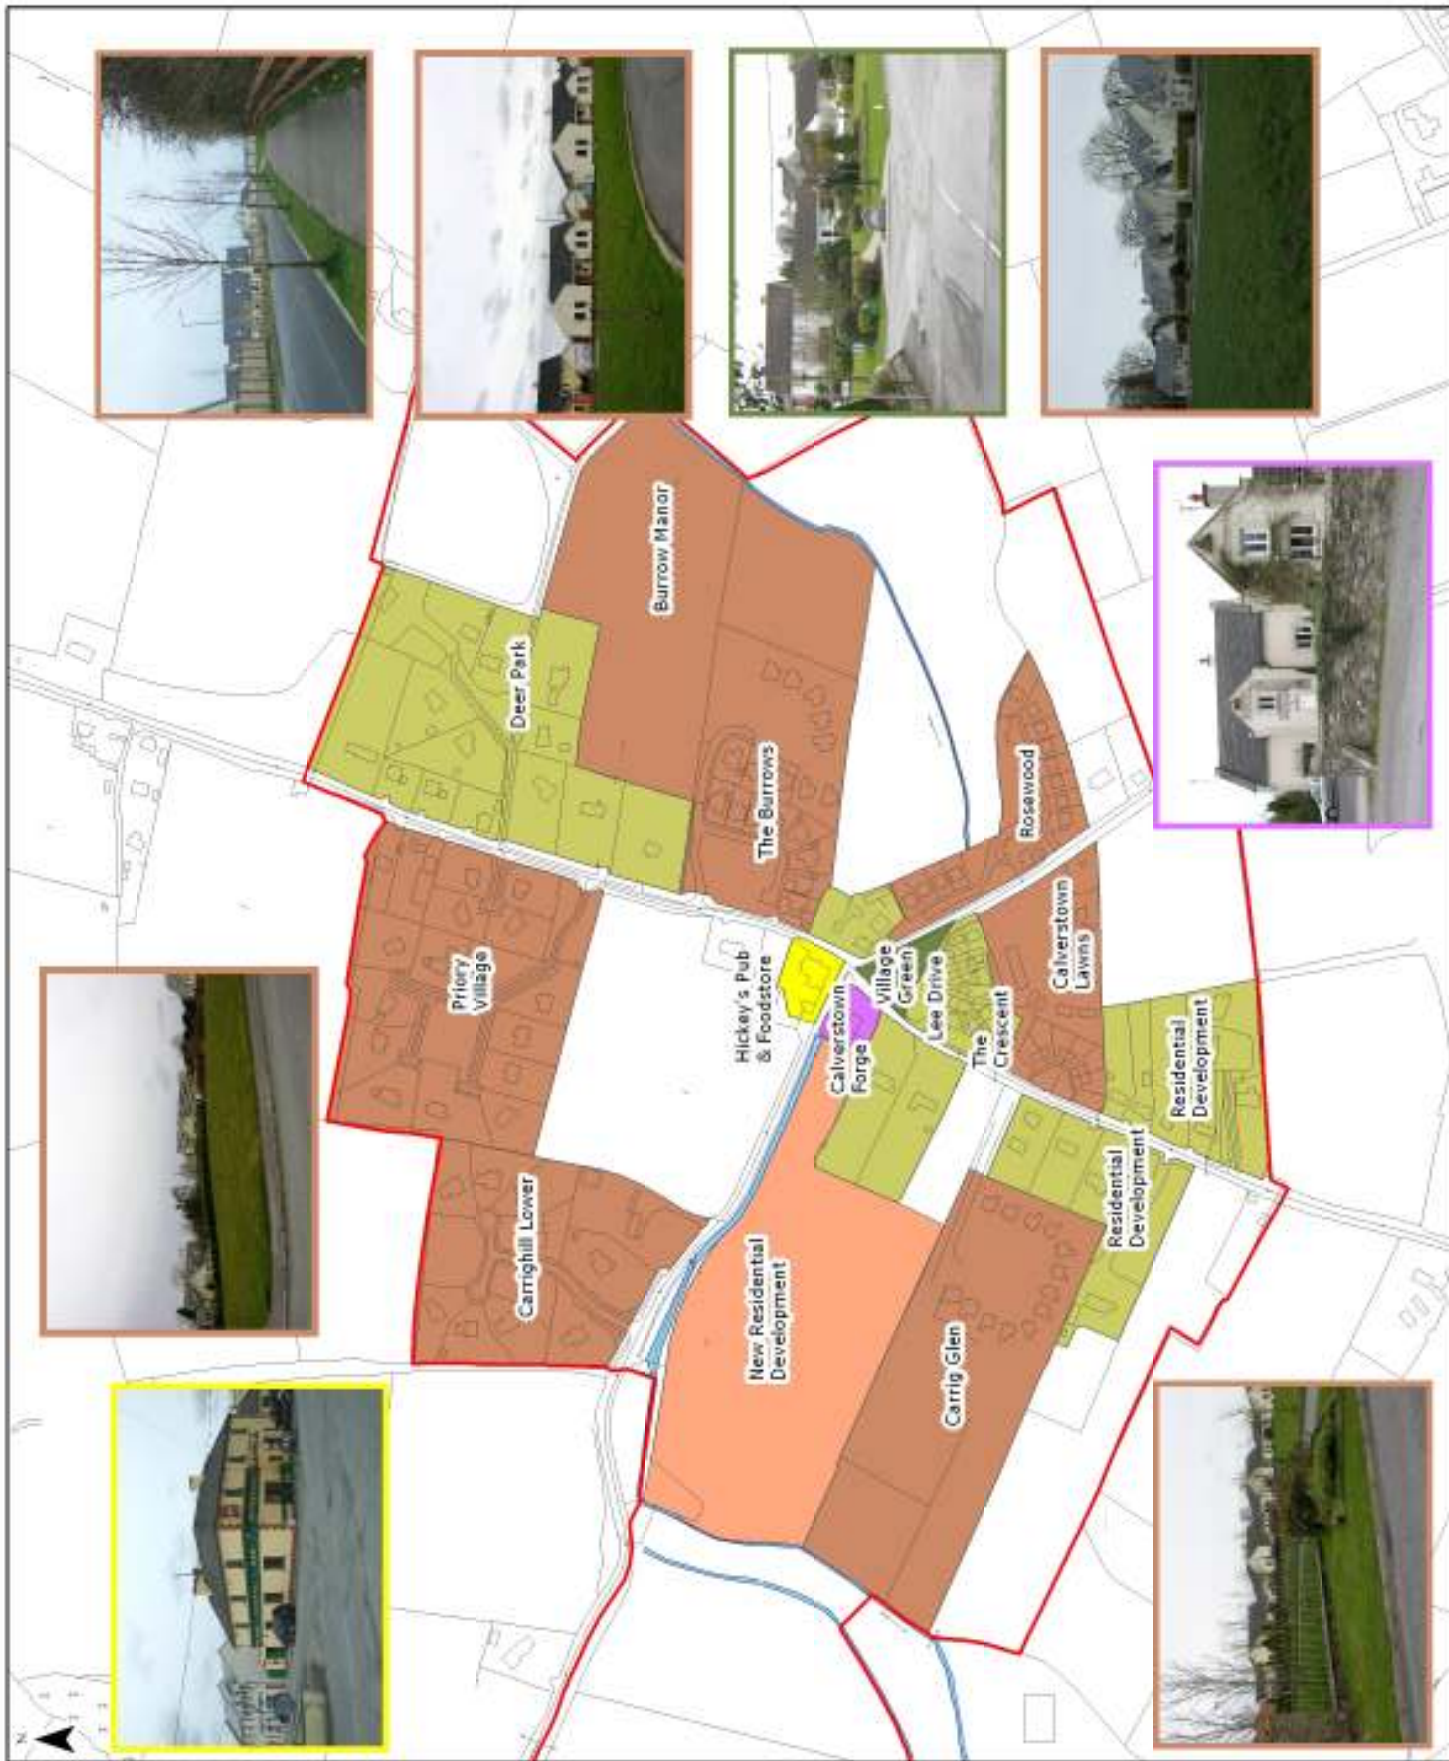 N
Priory
Village
Carrighill Lower
Deer Park
Burrow Manor
Hickey's Pub
& Foodstore
New Residential
Development
The Burrows
Calverstown
Forge
Village
Green
Lee Drive
Carrig Glen
The
Crescent
Rosewood
Calverstown
Lawns
Residential
Development
Residential
Development